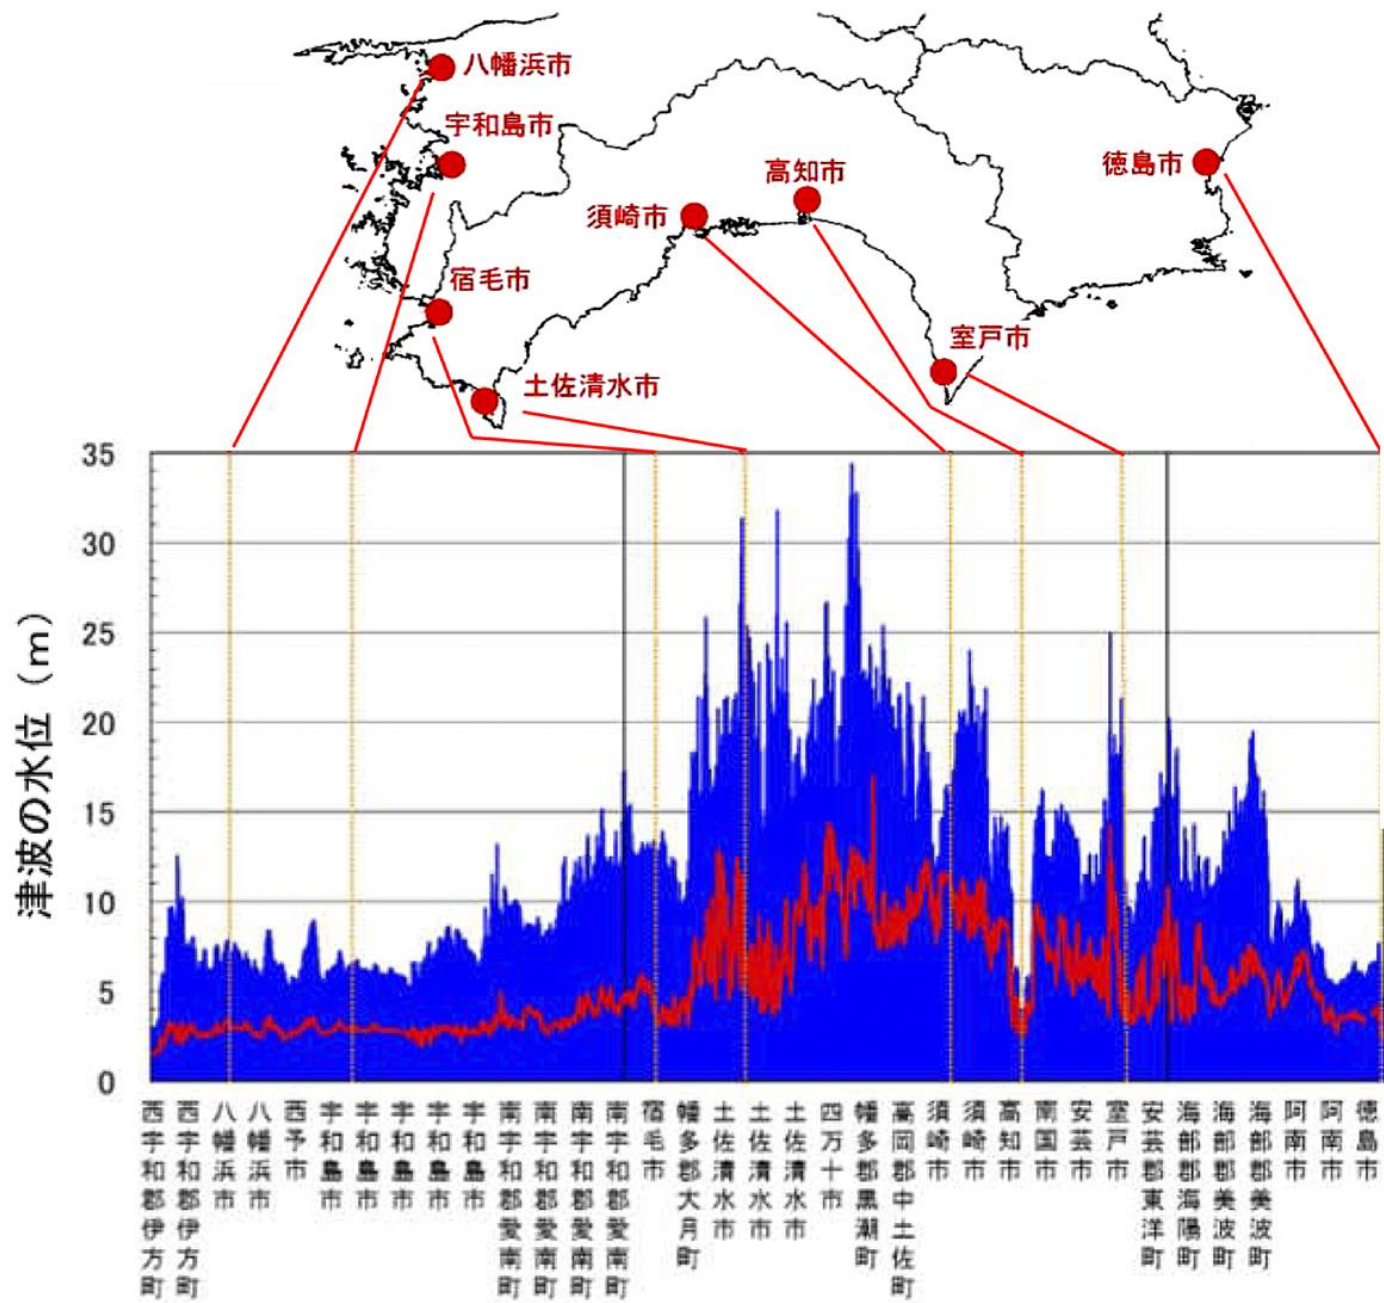 八幡浜市
宇和島市
高知市
徳島市
須崎市
宿毛市
室戸市
土佐清水市
津波の水位 (m)
35
30
25
20
15
10
5
0
西宇和郡伊方町
西宇和郡伊方町
八幡浜市
八幡浜市
西予市
宇和島市
宇和島市
宇和島市
宇和島市
宇和島市
南宇和郡愛南町
南宇和郡愛南町
南宇和郡愛南町
南宇和郡愛南町
宿毛市
幡多郡大月町
土佐清水市
土佐清水市
土佐清水市
四万十市
幡多郡黒潮町
高岡郡中土佐町
須崎市
須崎市
高知市
南国市
安芸市
室戸市
安芸郡東洋町
海部郡海陽町
海部郡美波町
海部郡美波町
阿南市
阿南市
徳島市